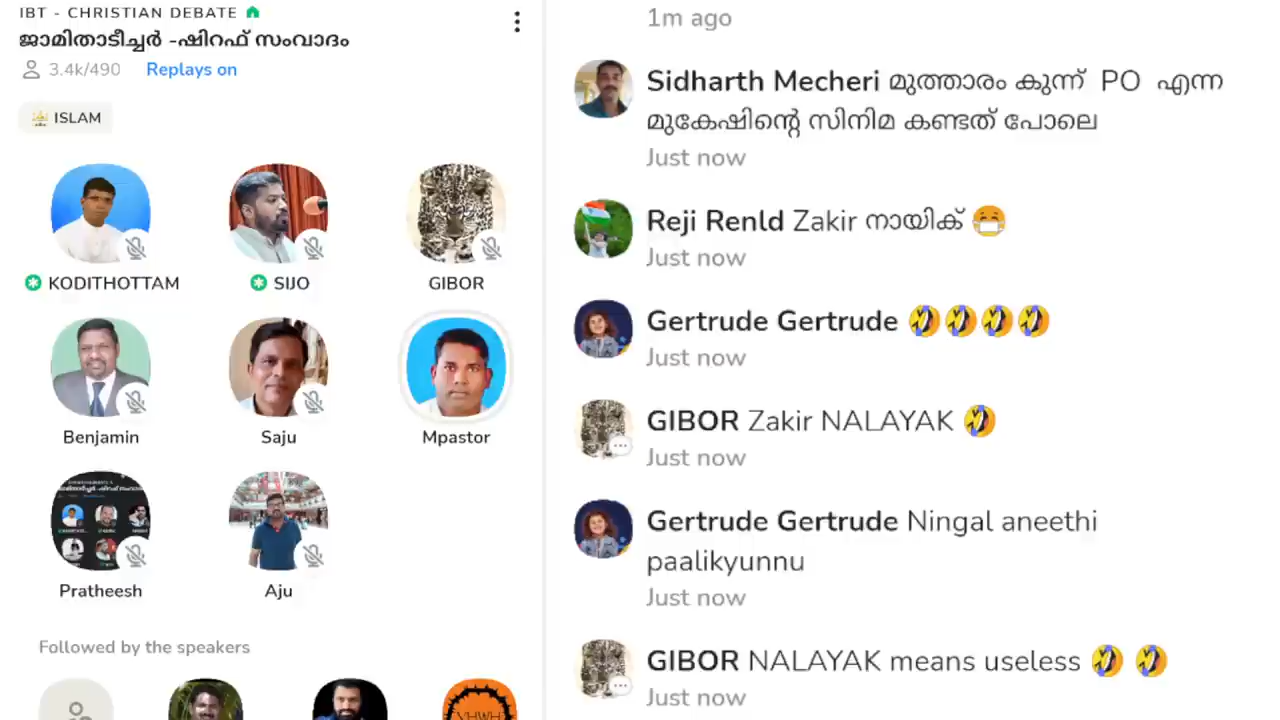 IBT - CHRISTIAN DEBATE
ജാമിതാടീച്ചർ -ഷിറഫ് സംവാദം
3.4k/490 Replays on
ISLAM
KODITHOTTAM SIJO GIBOR
Benjamin Saju Mpastor
Pratheesh Aju
Followed by the speakers
1m ago
Sidharth Mecheri മുത്താരം കുന്ന് PO എന്ന
മുകേഷിന്റെ സിനിമ കണ്ടത് പോലെ
Just now
Reji Renld Zakir നായിക് 😷
Just now
Gertrude Gertrude 🤣🤣🤣🤣
Just now
GIBOR Zakir NALAYAK 🤣
Just now
Gertrude Gertrude Ningal aneethi
paalikyunnu
Just now
GIBOR NALAYAK means useless 🤣 🤣
Just now